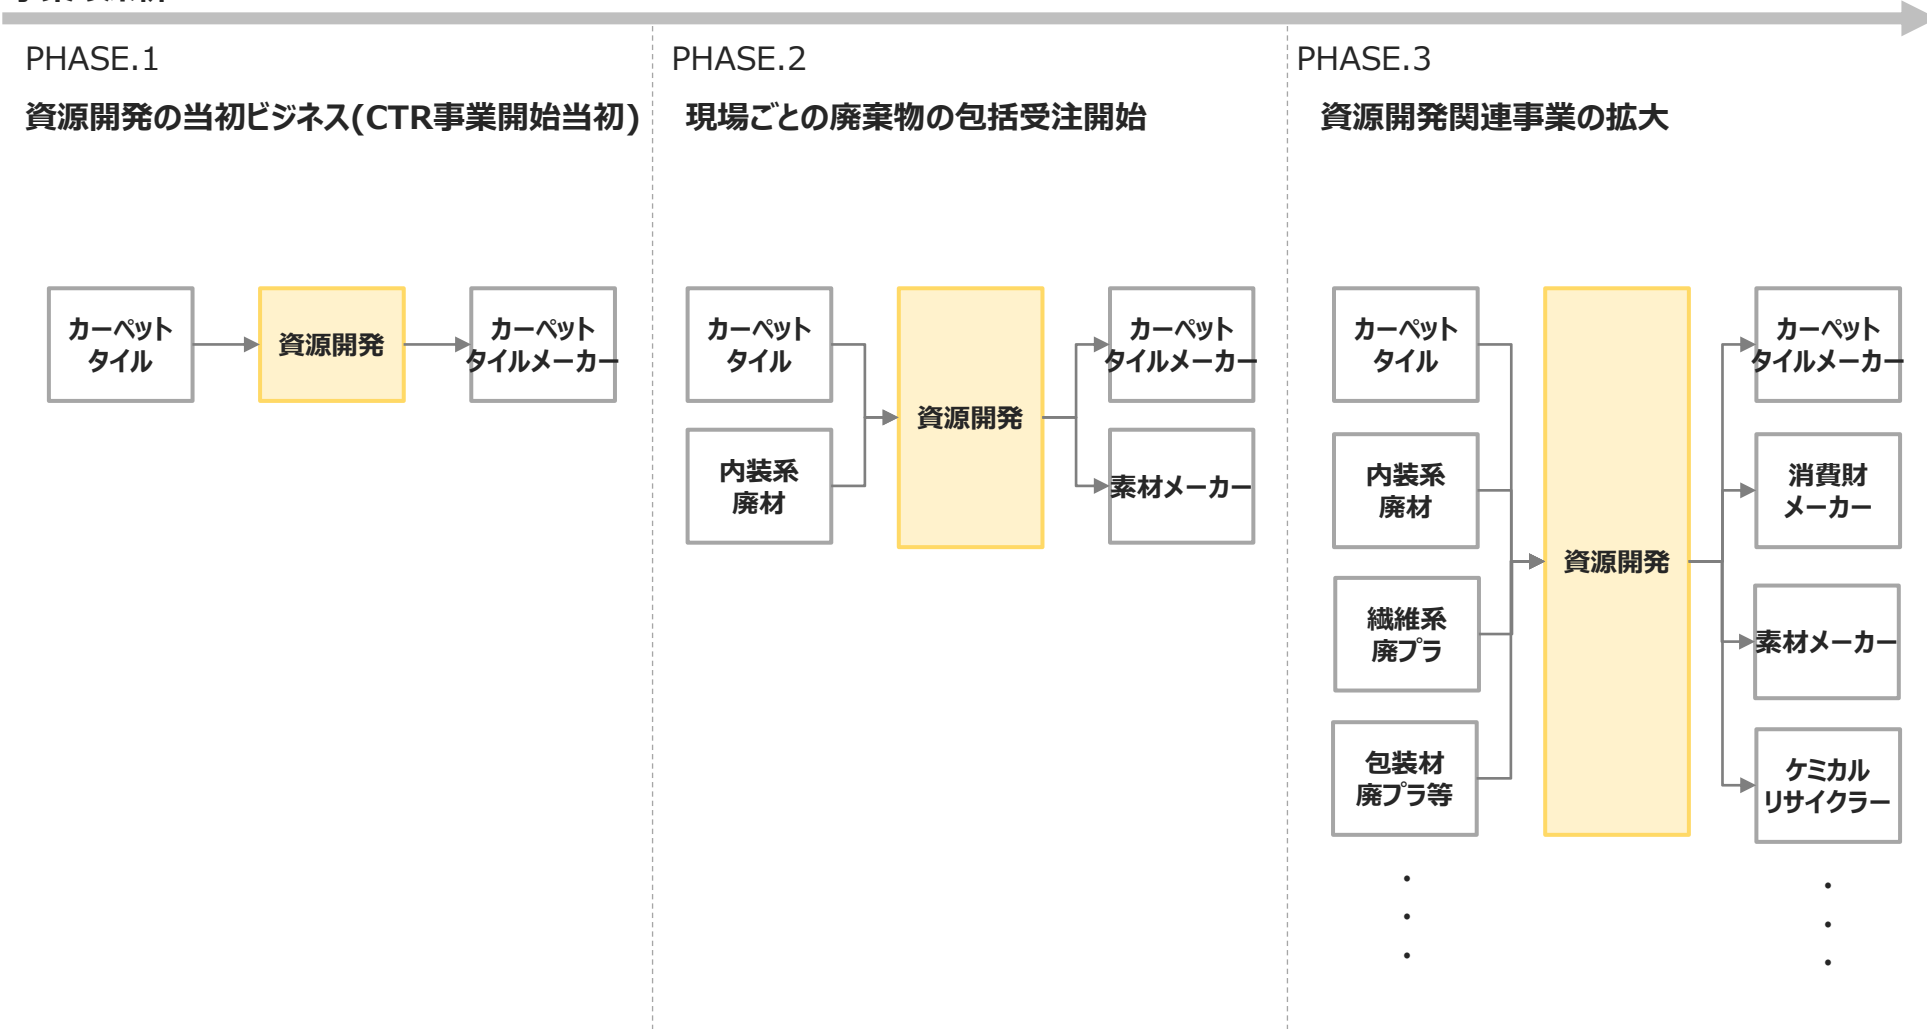 PHASE.1
資源開発の当初ビジネス(CTR事業開始当初)
カーペット
タイル
資源開発
カーペット
タイルメーカー
PHASE.2
現場ごとの廃棄物の包括受注開始
カーペット
タイル
内装系
廃材
資源開発
カーペット
タイルメーカー
素材メーカー
PHASE.3
資源開発関連事業の拡大
カーペット
タイル
内装系
廃材
繊維系
廃プラ
包装材
廃プラ等
・
・
・
資源開発
カーペット
タイルメーカー
消費財
メーカー
素材メーカー
ケミカル
リサイクラー
・
・
・